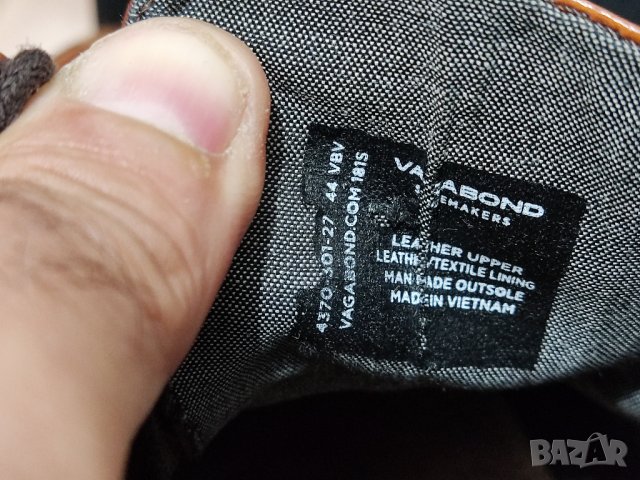 VAGABOND
SHOEMAKERS
LEATHER UPPER
LEATHER/TEXTILE LINING
MAN MADE OUTSOLE
MADE IN VIETNAM
4370-301-27 44 VBV
VAGABOND.COM 181S
BAZAR